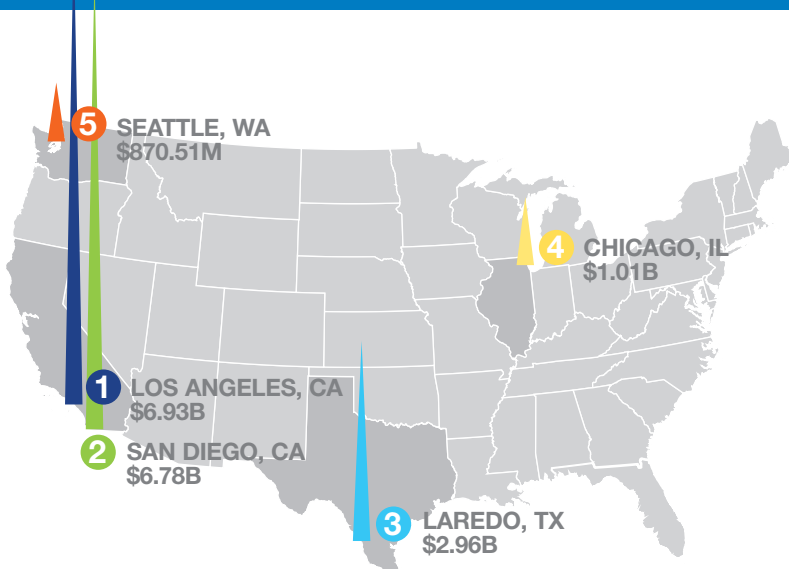 5
SEATTLE, WA
$870.51M
4
CHICAGO, IL
$1.01B
1
LOS ANGELES, CA
$6.93B
2
SAN DIEGO, CA
$6.78B
3
LAREDO, TX
$2.96B